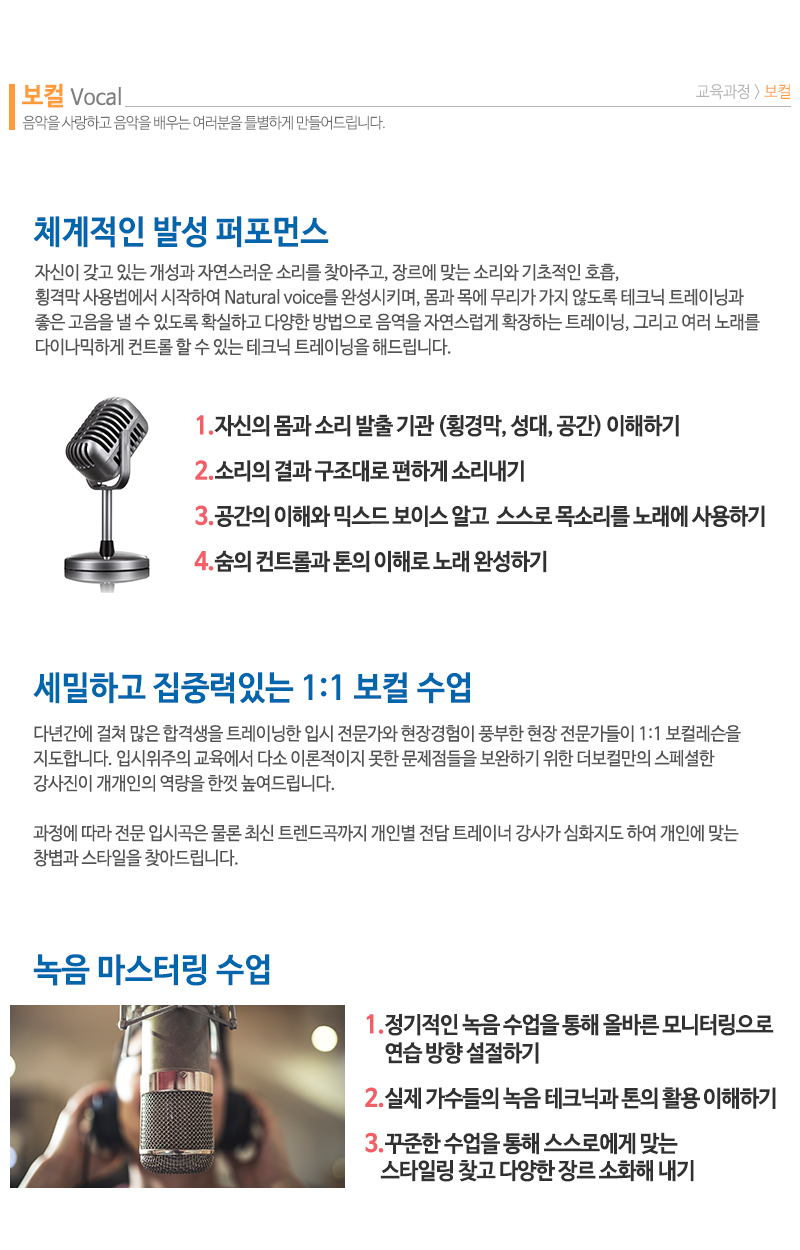 보컬 Vocal
교육과정 > 보컬
음악을 사랑하고 음악을 배우는 여러분을 틀별하게 만들어드립니다.
체계적인 발성 퍼포먼스
자신이 갖고 있는 개성과 자연스러운 소리를 찾아주고, 장르에 맞는 소리와 기초적인 호흡,
횡격막 사용법에서 시작하여 Natural voice를 완성시키며, 몸과 목에 무리가 가지 않도록 테크닉 트레이닝과
좋은 고음을 낼 수 있도록 확실하고 다양한 방법으로 음역을 자연스럽게 확장하는 트레이닝, 그리고 여러 노래를
다이나믹하게 컨트롤 할 수 있는 테크닉 트레이닝을 해드립니다.
1.자신의 몸과 소리 발출 기관 (횡경막, 성대, 공간) 이해하기
2.소리의 결과 구조대로 편하게 소리내기
3.공간의 이해와 믹스드 보이스 알고 스스로 목소리를 노래에 사용하기
4.숨의 컨트롤과 톤의 이해로 노래 완성하기
세밀하고 집중력있는 1:1 보컬 수업
다년간에 걸쳐 많은 합격생을 트레이닝한 입시 전문가와 현장경험이 풍부한 현장 전문가들이 1:1 보컬레슨을
지도합니다. 입시위주의 교육에서 다소 이론적이지 못한 문제점들을 보완하기 위한 더보컬만의 스페셜한
강사진이 개개인의 역량을 한껏 높여드립니다.
과정에 따라 전문 입시곡은 물론 최신 트렌드곡까지 개인별 전담 트레이너 강사가 심화지도 하여 개인에 맞는
창법과 스타일을 찾아드립니다.
녹음 마스터링 수업
1.정기적인 녹음 수업을 통해 올바른 모니터링으로
연습 방향 설절하기
2.실제 가수들의 녹음 테크닉과 톤의 활용 이해하기
3.꾸준한 수업을 통해 스스로에게 맞는
스타일링 찾고 다양한 장르 소화해 내기